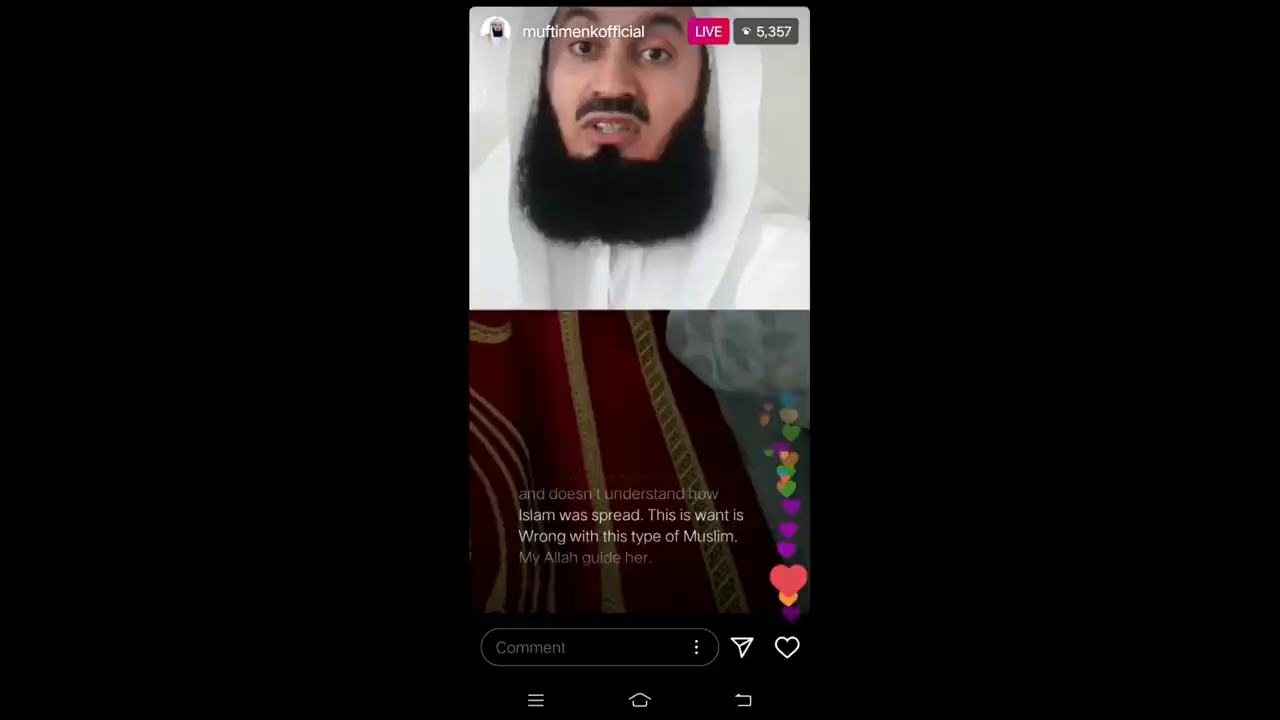 muftimenkofficial
LIVE
5,357
and doesn't understand how
Islam was spread. This is want is
Wrong with this type of Muslim.
My Allah guide her.
Comment